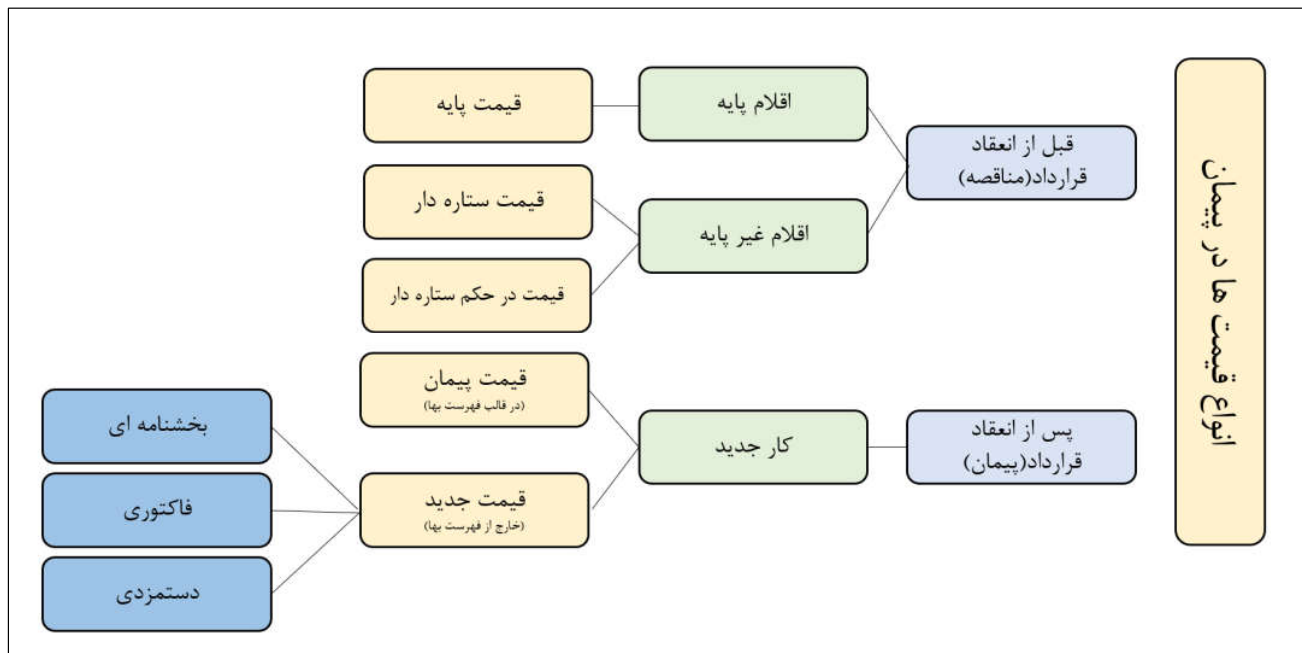 انواع قیمت ها در پیمان
قبل از انعقاد
قرارداد(مناقصه)
اقلام پایه
قیمت پایه
اقلام غیر پایه
قیمت ستاره دار
قیمت در حکم ستاره دار
پس از انعقاد
قرارداد(پیمان)
کار جدید
قیمت پیمان
(در قالب فهرست بها)
قیمت جدید
(خارج از فهرست بها)
بخشنامه ای
فاکتوری
دستمزدی